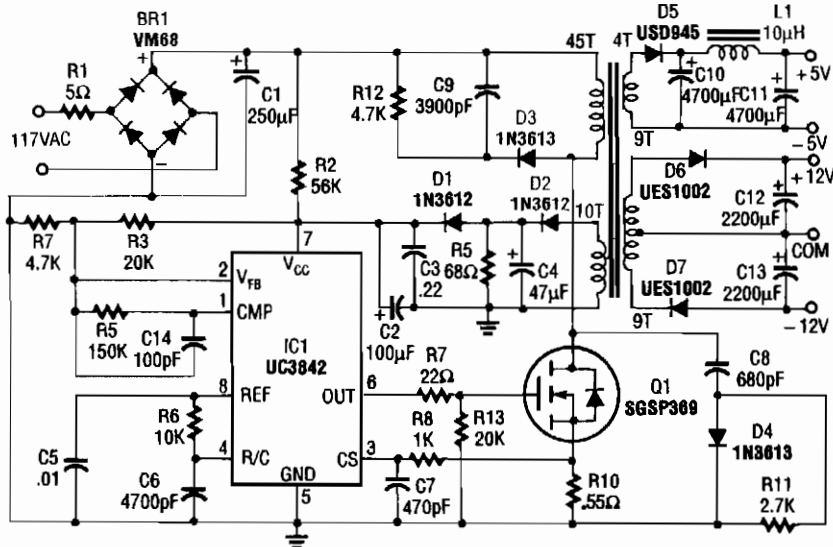 BR1
VM68
R1
5Ω
117VAC
+
−
+
C1
250μF
R12
4.7K
C9
3900pF
D3
1N3613
45T
4T
D5
USD945
L1
10μH
+
C10
4700μF
+
C11
4700μF
+5V
−5V
9T
D6
UES1002
+12V
+
C12
2200μF
COM
+
C13
2200μF
D7
UES1002
9T
−12V
R2
56K
R7
4.7K
R3
20K
D1
1N3612
D2
1N3612
10T
C3
.22
R5
68Ω
+
C4
47μF
+
C2
100μF
7
VCC
2
VFB
1
CMP
R5
150K
C14
100pF
IC1
UC3842
8
REF
OUT
6
R7
22Ω
R6
10K
4
R/C
CS
3
R8
1K
R13
20K
GND
5
C5
.01
C6
4700pF
C7
470pF
Q1
SGSP369
R10
.55Ω
C8
680pF
D4
1N3613
R11
2.7K